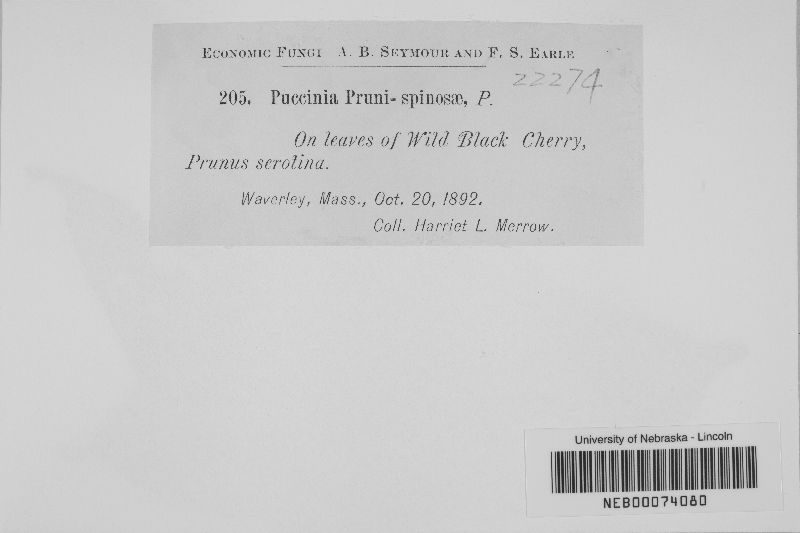 ECONOMIC FUNGI A. B. SEYMOUR AND F. S. EARLE
22274
205. Puccinia Pruni-spinosæ, P.
On leaves of Wild Black Cherry,
Prunus serotina.
Waverley, Mass., Oct. 20, 1892.
Coll. Harriet L. Merrow.
University of Nebraska - Lincoln
NEB00074080